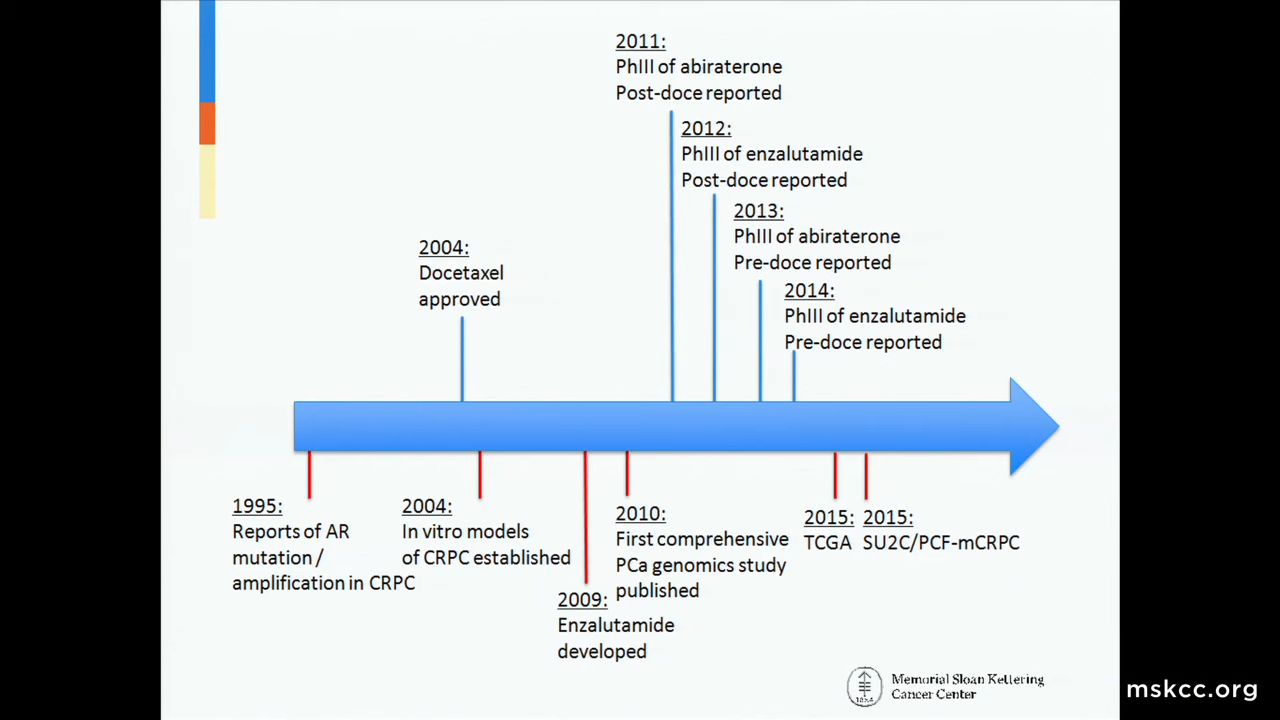 2011:
PhIII of abiraterone
Post-doce reported
2012:
PhIII of enzalutamide
Post-doce reported
2013:
PhIII of abiraterone
Pre-doce reported
2014:
PhIII of enzalutamide
Pre-doce reported
2004:
Docetaxel
approved
1995:
Reports of AR
mutation /
amplification in CRPC
2004:
In vitro models
of CRPC established
2009:
Enzalutamide
developed
2010:
First comprehensive
PCa genomics study
published
2015:
TCGA
2015:
SU2C/PCF-mCRPC
Memorial Sloan Kettering
Cancer Center
mskcc.org